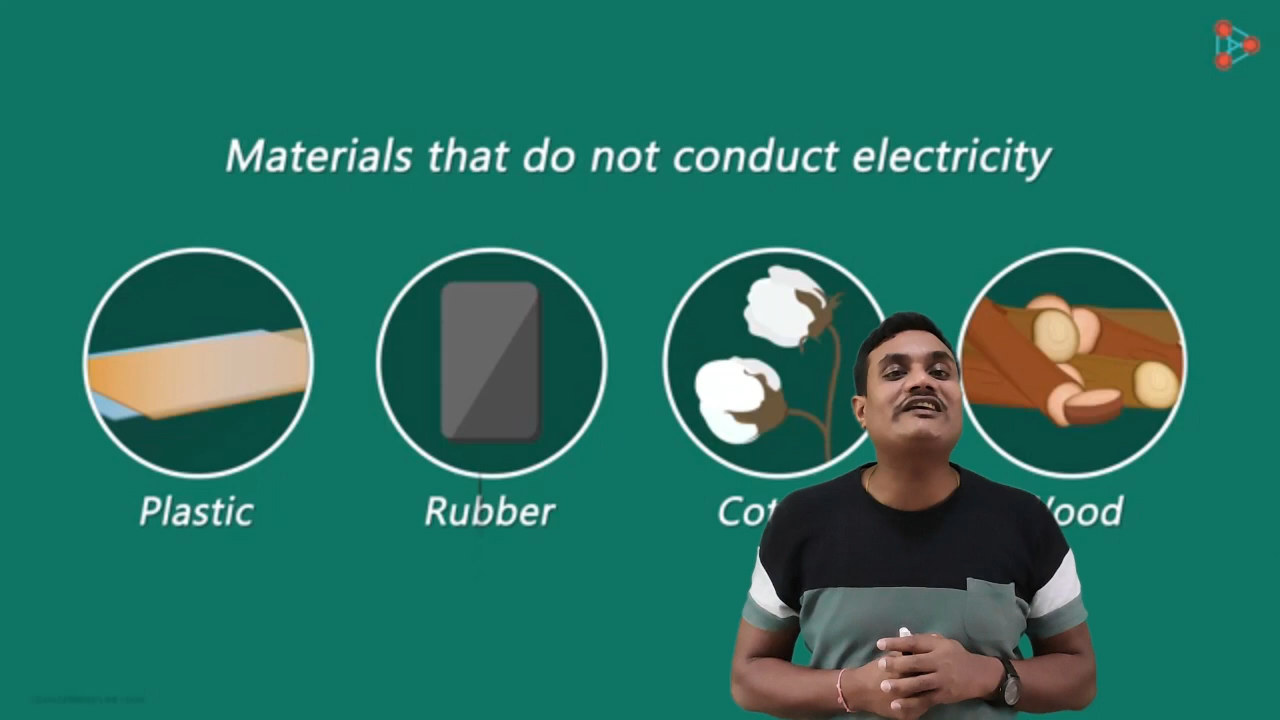 Materials that do not conduct electricity
Plastic
Rubber